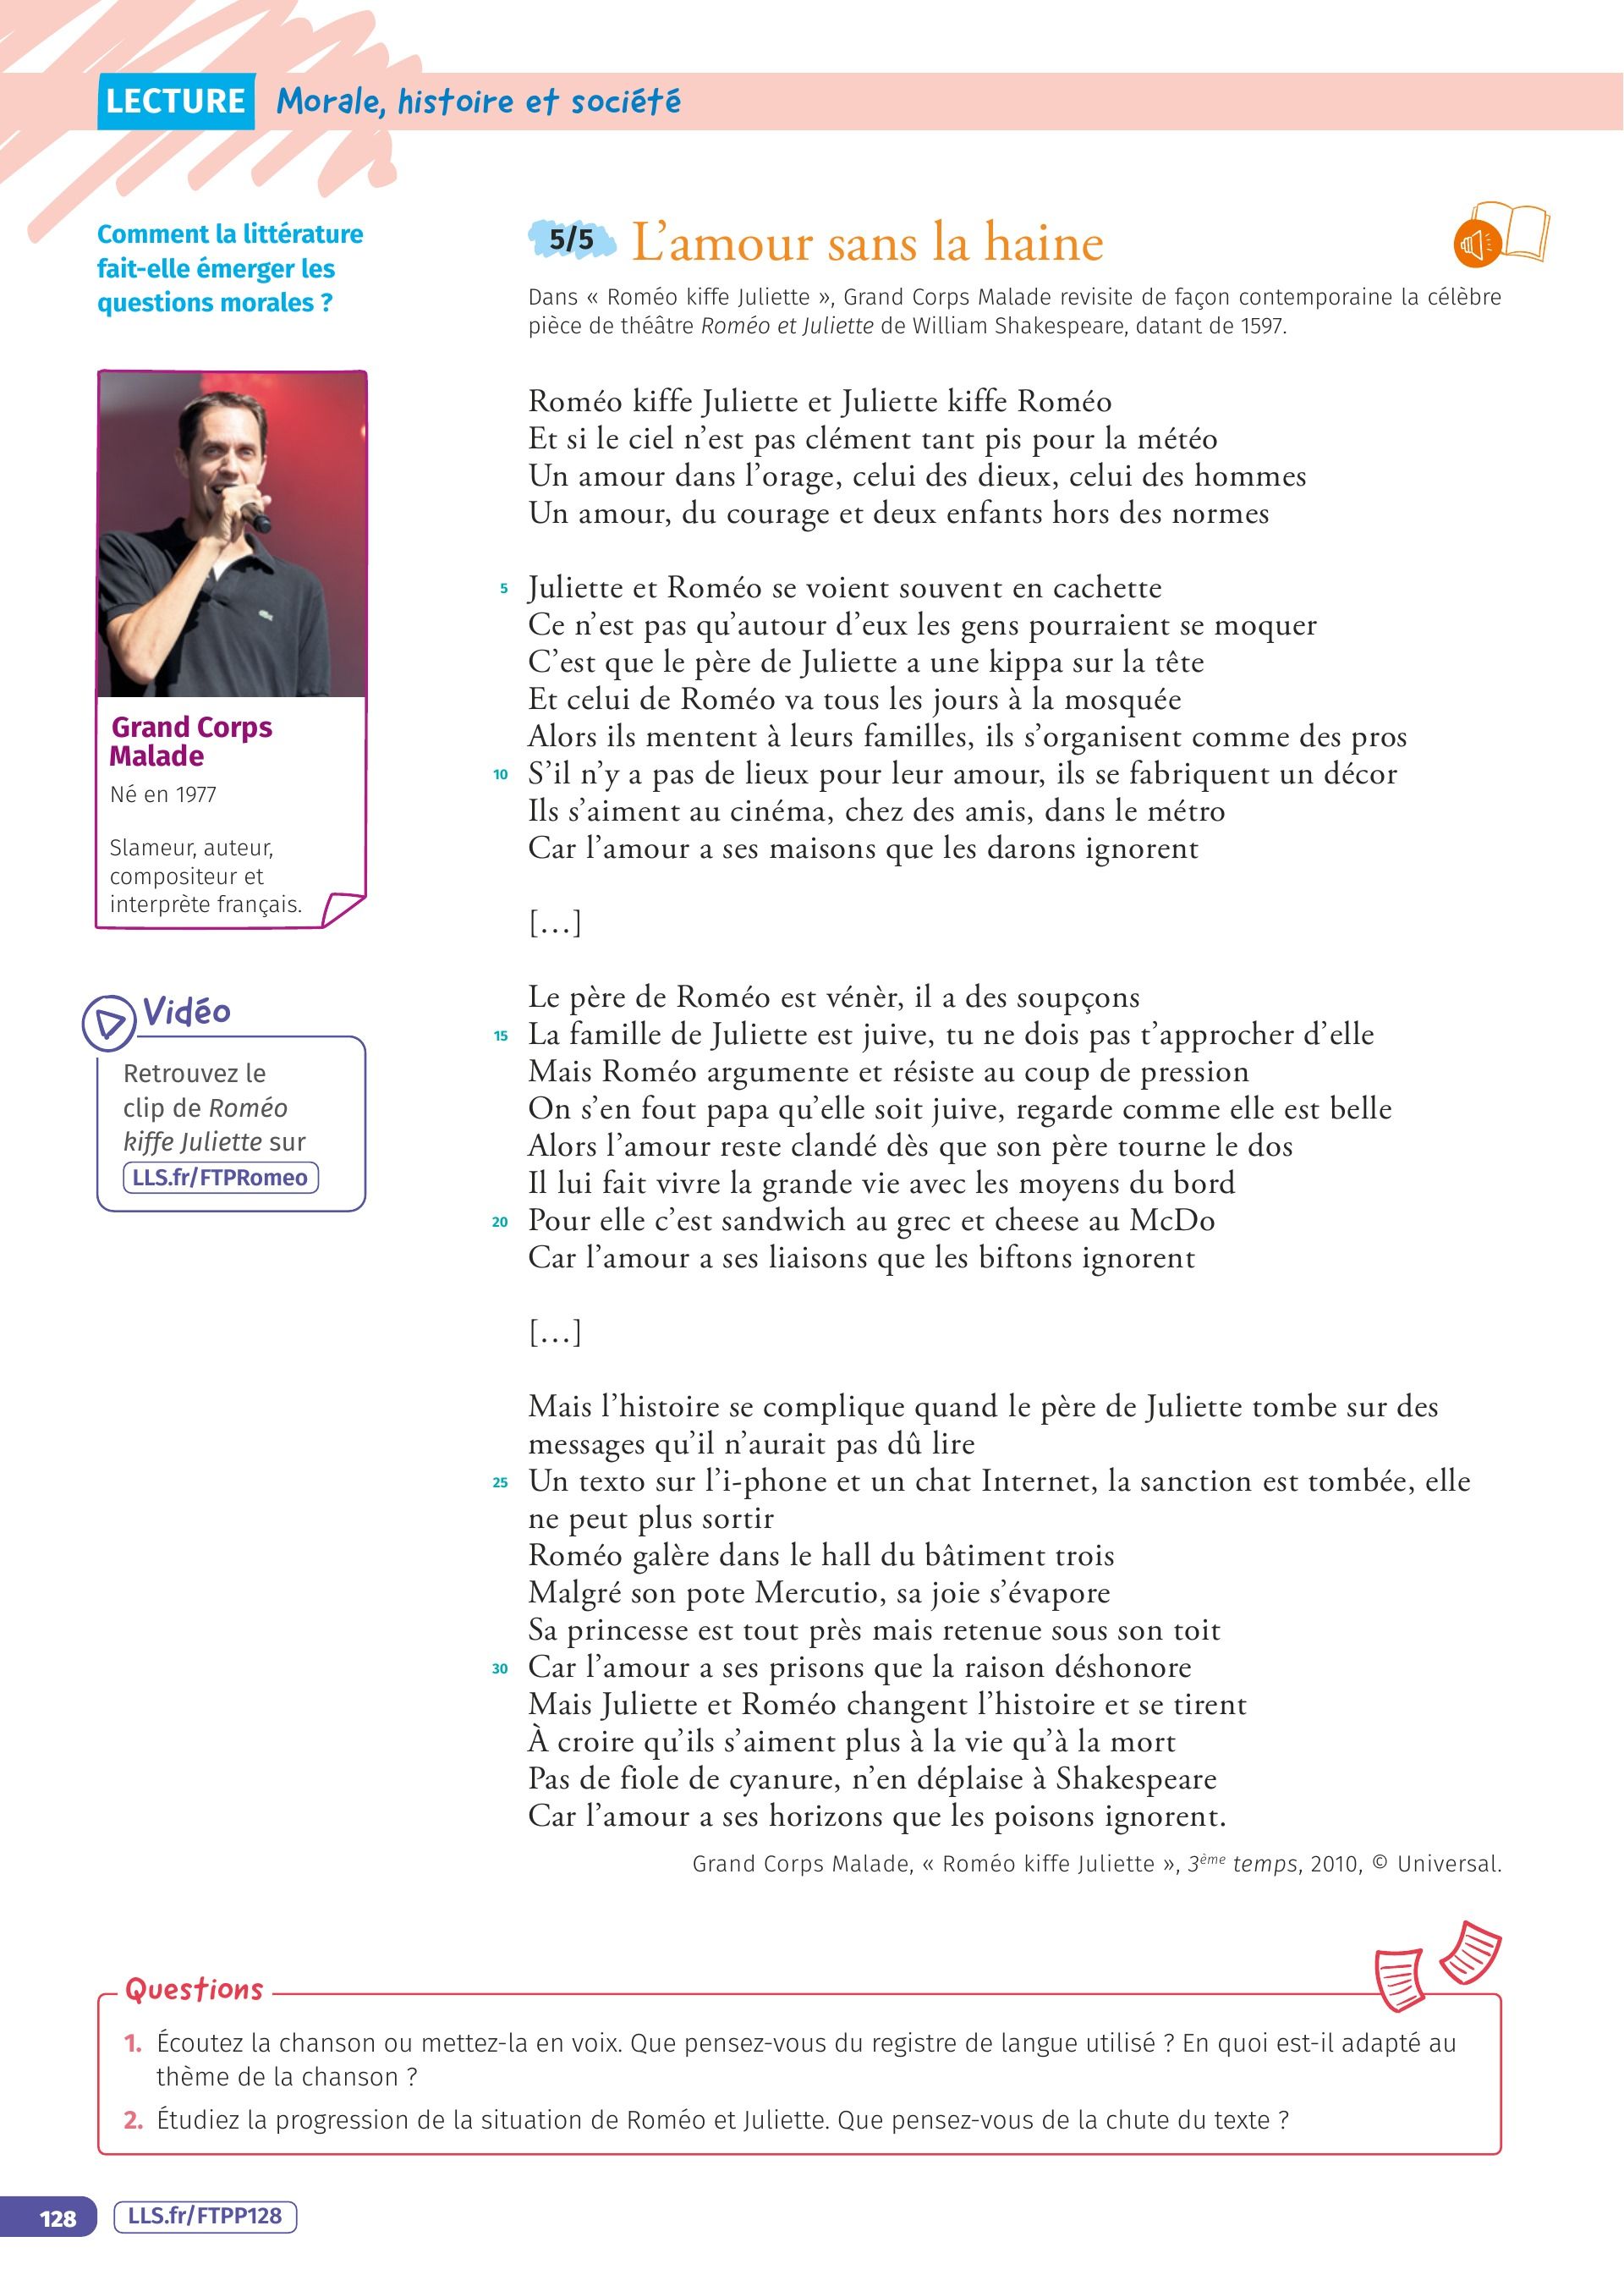 LECTURE Morale, histoire et société
Comment la littérature
fait-elle émerger les
questions morales ?
Grand Corps
Malade
Né en 1977
Slameur, auteur,
compositeur et
interprète français.
Vidéo
Retrouvez le
clip de Roméo
kiffe Juliette sur
LLS.fr/FTPRomeo
5/5 L’amour sans la haine
Dans « Roméo kiffe Juliette », Grand Corps Malade revisite de façon contemporaine la célèbre
pièce de théâtre Roméo et Juliette de William Shakespeare, datant de 1597.
Roméo kiffe Juliette et Juliette kiffe Roméo
Et si le ciel n’est pas clément tant pis pour la météo
Un amour dans l’orage, celui des dieux, celui des hommes
Un amour, du courage et deux enfants hors des normes
5 Juliette et Roméo se voient souvent en cachette
Ce n’est pas qu’autour d’eux les gens pourraient se moquer
C’est que le père de Juliette a une kippa sur la tête
Et celui de Roméo va tous les jours à la mosquée
Alors ils mentent à leurs familles, ils s’organisent comme des pros
10 S’il n’y a pas de lieux pour leur amour, ils se fabriquent un décor
Ils s’aiment au cinéma, chez des amis, dans le métro
Car l’amour a ses maisons que les darons ignorent
[…]
Le père de Roméo est vénèr, il a des soupçons
15 La famille de Juliette est juive, tu ne dois pas t’approcher d’elle
Mais Roméo argumente et résiste au coup de pression
On s’en fout papa qu’elle soit juive, regarde comme elle est belle
Alors l’amour reste clandé dès que son père tourne le dos
Il lui fait vivre la grande vie avec les moyens du bord
20 Pour elle c’est sandwich au grec et cheese au McDo
Car l’amour a ses liaisons que les biftons ignorent
[…]
Mais l’histoire se complique quand le père de Juliette tombe sur des
messages qu’il n’aurait pas dû lire
25 Un texto sur l’i-phone et un chat Internet, la sanction est tombée, elle
ne peut plus sortir
Roméo galère dans le hall du bâtiment trois
Malgré son pote Mercutio, sa joie s’évapore
Sa princesse est tout près mais retenue sous son toit
30 Car l’amour a ses prisons que la raison déshonore
Mais Juliette et Roméo changent l’histoire et se tirent
À croire qu’ils s’aiment plus à la vie qu’à la mort
Pas de fiole de cyanure, n’en déplaise à Shakespeare
Car l’amour a ses horizons que les poisons ignorent.
Grand Corps Malade, « Roméo kiffe Juliette », 3ème temps, 2010, © Universal.
Questions
1. Écoutez la chanson ou mettez-la en voix. Que pensez-vous du registre de langue utilisé ? En quoi est-il adapté au
thème de la chanson ?
2. Étudiez la progression de la situation de Roméo et Juliette. Que pensez-vous de la chute du texte ?
128 LLS.fr/FTPP128